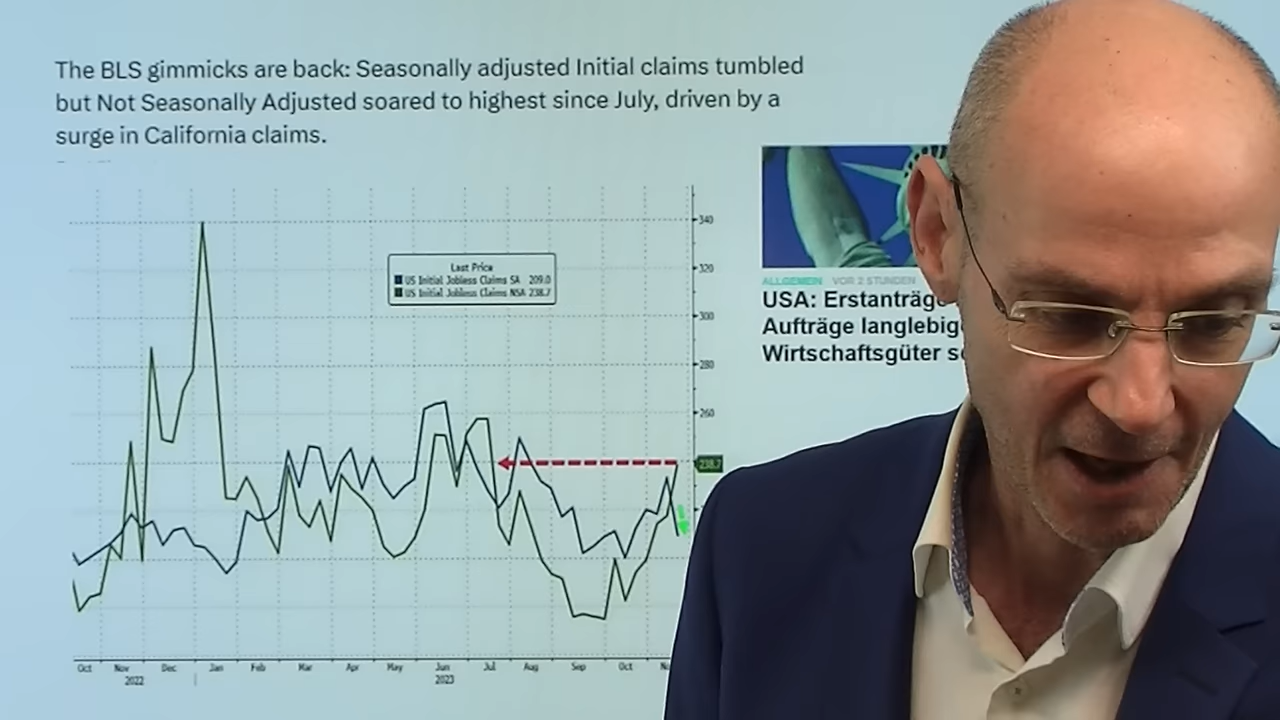 The BLS gimmicks are back: Seasonally adjusted Initial claims tumbled
but Not Seasonally Adjusted soared to highest since July, driven by a
surge in California claims.
340
320
300
280
260
238.7
Last Price
US Initial Jobless Claims SA 209.0
US Initial Jobless Claims NSA 238.7
ALLGEMEIN VOR 2 STUNDEN
USA: Erstanträge
Aufträge langlebig
Wirtschaftsgüter
Oct Nov Dec Jan Feb Mar Apr May Jun Jul Aug Sep Oct
2022 2023